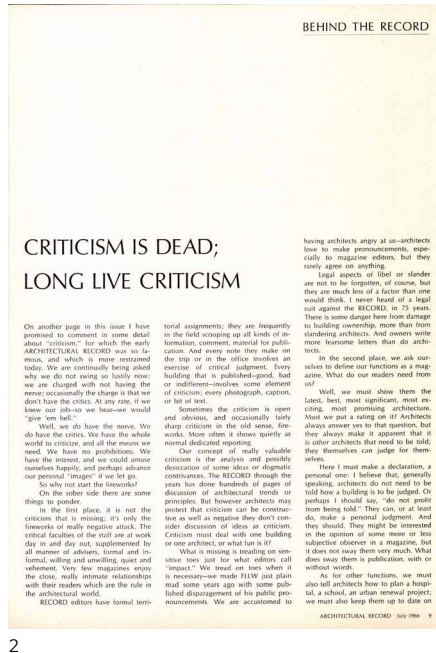 BEHIND THE RECORD
CRITICISM IS DEAD;
LONG LIVE CRITICISM
On another page in this issue I have
promised to comment in some detail
about "criticism," for which the early
ARCHITECTURAL RECORD was so fa-
mous, and which is more restrained
today. We are continually being asked
why we do not swing so lustily now;
we are charged with not having the
nerve; occasionally the charge is that we
don't have the critics. At any rate, if we
knew our job—so we hear—we would
"give 'em hell."
Well, we do have the nerve. We
do have the critics. We have the whole
world to criticize, and all the means we
need. We have no prohibitions. We
have the interest, and we could amuse
ourselves happily, and perhaps advance
our personal "images" if we let go.
So why not start the fireworks?
On the sober side there are some
things to ponder.
In the first place, it is not the
criticism that is missing; it's only the
fireworks of really negative attack. The
critical faculties of the staff are at work
day in and day out, supplemented by
all manner of advisers, formal and in-
formal, willing and unwilling, quiet and
vehement. Very few magazines enjoy
the close, really intimate relationships
with their readers which are the rule in
the architectural world.
RECORD editors have formal terri-
torial assignments; they are frequently
in the field scooping up all kinds of in-
formation, comment, material for publi-
cation. And every note they make on
the trip or in the office involves an
exercise of critical judgment. Every
building that is published—good, bad
or indifferent—involves some element
of criticism; every photograph, caption,
or bit of text.
Sometimes the criticism is open
and obvious, and occasionally fairly
sharp criticism in the old sense, fire-
works. More often it shows quietly as
normal dedicated reporting.
Our concept of really valuable
criticism is the analysis and possibly
desiccation of some ideas or dogmatic
contrivances. The RECORD through the
years has done hundreds of pages of
discussion of architectural trends or
principles. But however architects may
protest that criticism can be construc-
tive as well as negative they don't con-
sider discussion of ideas as criticism.
Criticism must deal with one building
or one architect, or what fun is it?
What is missing is treading on sen-
sitive toes just for what editors call
"impact." We tread on toes when it
is necessary—we made FLLW just plain
mad some years ago with some pub-
lished disparagement of his public pro-
nouncements. We are accustomed to
having architects angry at us—architects
love to make pronouncements, espe-
cially to magazine editors, but they
rarely agree on anything.
Legal aspects of libel or slander
are not to be forgotten, of course, but
they are much less of a factor than one
would think. I never heard of a legal
suit against the RECORD, in 75 years.
There is some danger here from damage
to building ownership, more than from
slandering architects. And owners write
more fearsome letters than do archi-
tects.
In the second place, we ask our-
selves to define our functions as a mag-
azine. What do our readers need from
us?
Well, we must show them the
latest, best, most significant, most ex-
citing, most promising architecture.
Must we put a rating on it? Architects
always answer yes to that question, but
they always make it apparent that it
is other architects that need to be told;
they themselves can judge for them-
selves.
Here I must make a declaration, a
personal one: I believe that, generally
speaking, architects do not need to be
told how a building is to be judged. Or
perhaps I should say, "do not profit
from being told." They can, or at least
do, make a personal judgment. And
they should. They might be interested
in the opinion of some more or less
subjective observer in a magazine, but
it does not sway them very much. What
does sway them is publication, with or
without words.
As for other functions, we must
also tell architects how to plan a hospi-
tal, a school, an urban renewal project;
we must also keep them up to date on
ARCHITECTURAL RECORD July 1966 9
2